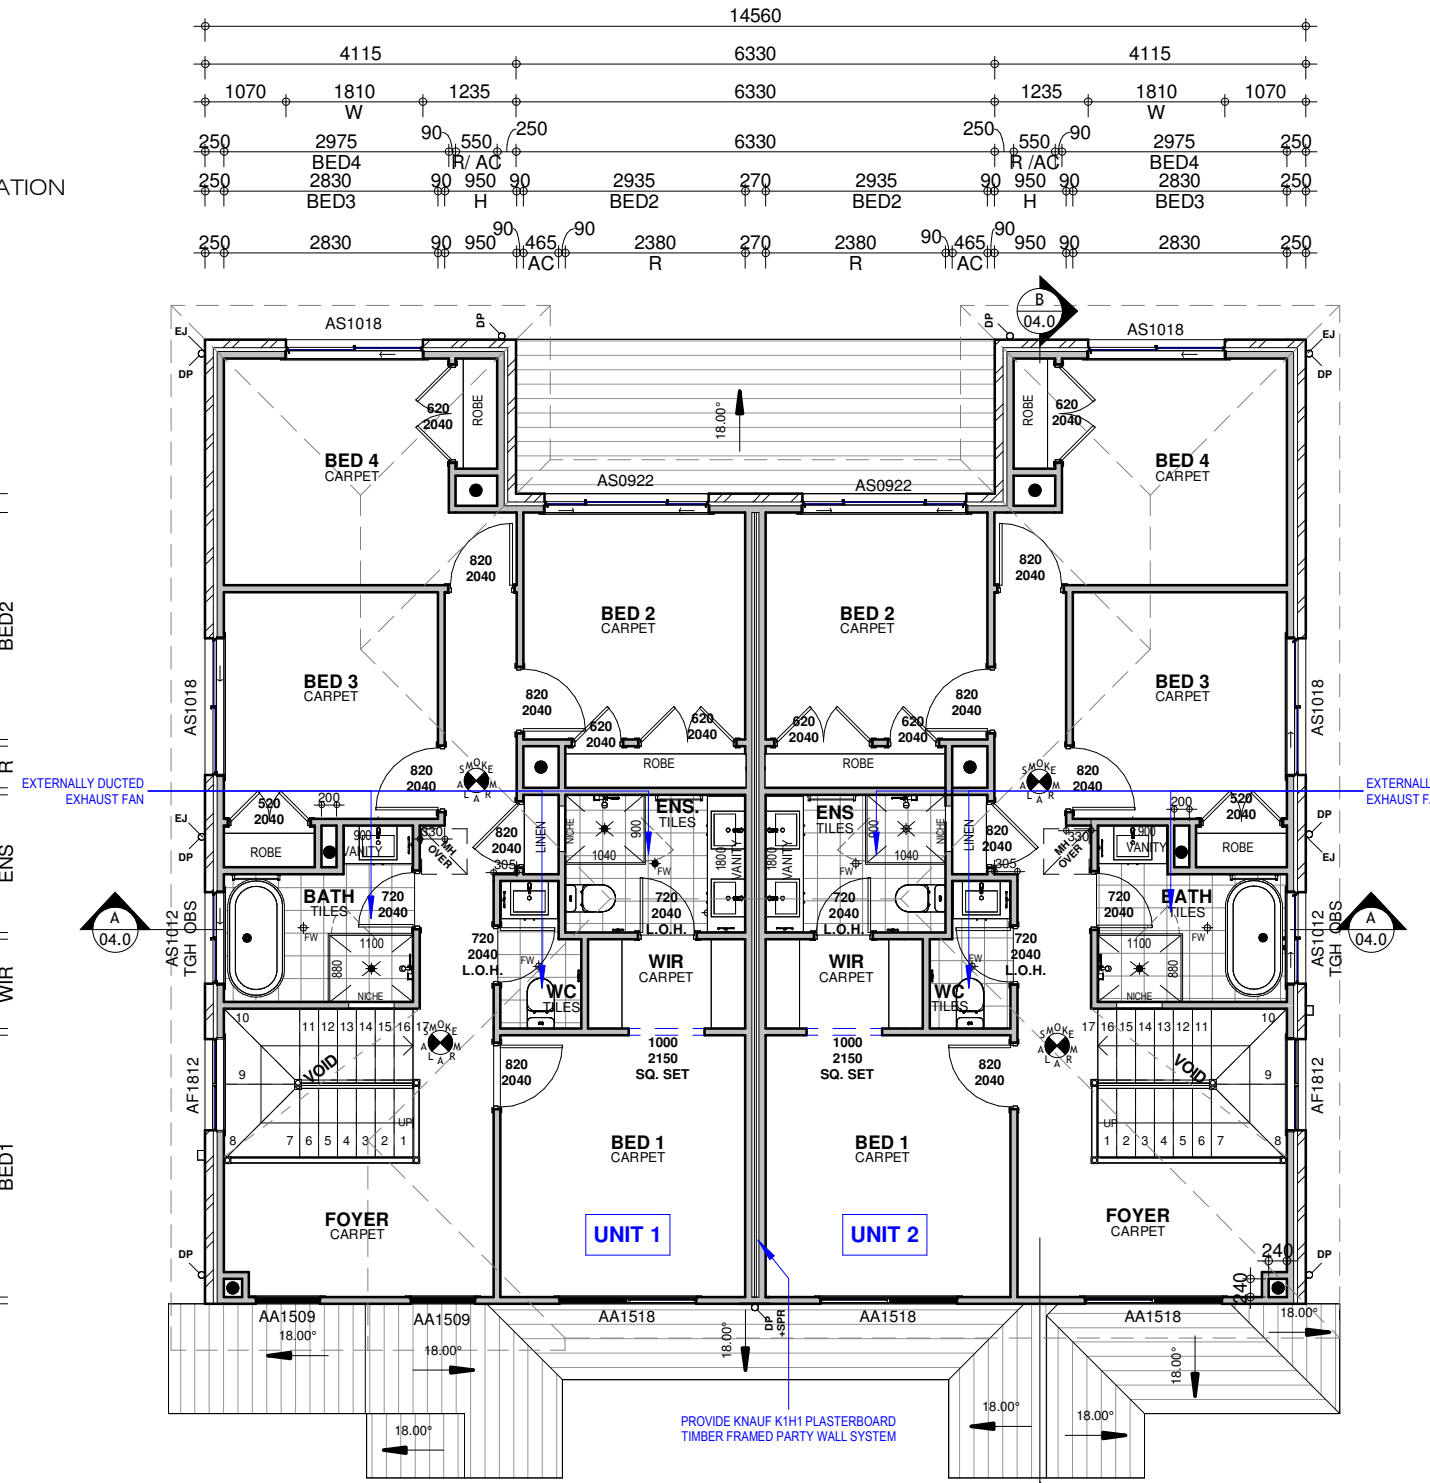 14560
4115 6330 4115
1070 1810 1235 6330 1235 1810 1070
W W
250 2975 90 550 250 6330 250 550 90 2975 250
BED4 R/ AC R /AC BED4
250 2830 90 950 90 2935 270 2935 90 950 90 2830 250
BED3 H BED2 BED2 H BED3
250 2830 90 950 90 465 90 2380 270 2380 90 465 90 950 90 2830 250
AC R R AC
ATION
BED2
R
ENS
WIR
BED1
B
04.0
EJ
DP
AS1018
DP
DP
AS1018
EJ
DP
620
2040
ROBE
18.00°
ROBE
620
2040
BED 4
CARPET
AS0922
AS0922
BED 4
CARPET
820
2040
820
2040
BED 2
CARPET
BED 2
CARPET
BED 3
CARPET
BED 3
CARPET
AS1018
AS1018
820
2040
820
2040
620
2040
620
2040
620
2040
620
2040
ROBE
ROBE
SMOKE
ALARM
SMOKE
ALARM
820
2040
820
2040
EXTERNALLY DUCTED
EXHAUST FAN
EXTERNALL
EXHAUST F
520
2040
200
200
520
2040
EJ
DP
DP
EJ
ROBE
900
VANITY
330
MH
OVER
820
2040
LINEN
305
NICHE
900
1040
ENS.
TILES
FW
1800
VANITY
1800
VANITY
ENS
TILES
900
1040
FW
NICHE
LINEN
820
2040
305
330
MH
OVER
900
VANITY
ROBE
BATH
TILES
FW
720
2040
1100
880
NICHE
720
2040
L.O.H.
720
2040
L.O.H.
720
2040
BATH
TILES
FW
1100
880
NICHE
A
04.0
AS1012
TGH OBS
AS1012
TGH OBS
A
04.0
720
2040
L.O.H.
FW
WC
TILES
WIR
CARPET
WIR
CARPET
FW
WC
TILES
720
2040
L.O.H.
1000
2150
SQ. SET
1000
2150
SQ. SET
10
11 12 13 14 15 16 17
VOID
9
8 7 6 5 4 3 2 1
UP
SMOKE
ALARM
820
2040
820
2040
SMOKE
ALARM
17 16 15 14 13 12 11
10
VOID
9
UP
1 2 3 4 5 6 7 8
AF1812
AF1812
BED 1
CARPET
BED 1
CARPET
FOYER
CARPET
UNIT 1
UNIT 2
FOYER
CARPET
DP
240
240
DP
AA1509
AA1509
AA1518
DP
+SPR
AA1518
AA1518
18.00°
18.00°
18.00°
18.00°
18.00°
18.00°
18.00°
18.00°
PROVIDE KNAUF K1H1 PLASTERBOARD
TIMBER FRAMED PARTY WALL SYSTEM